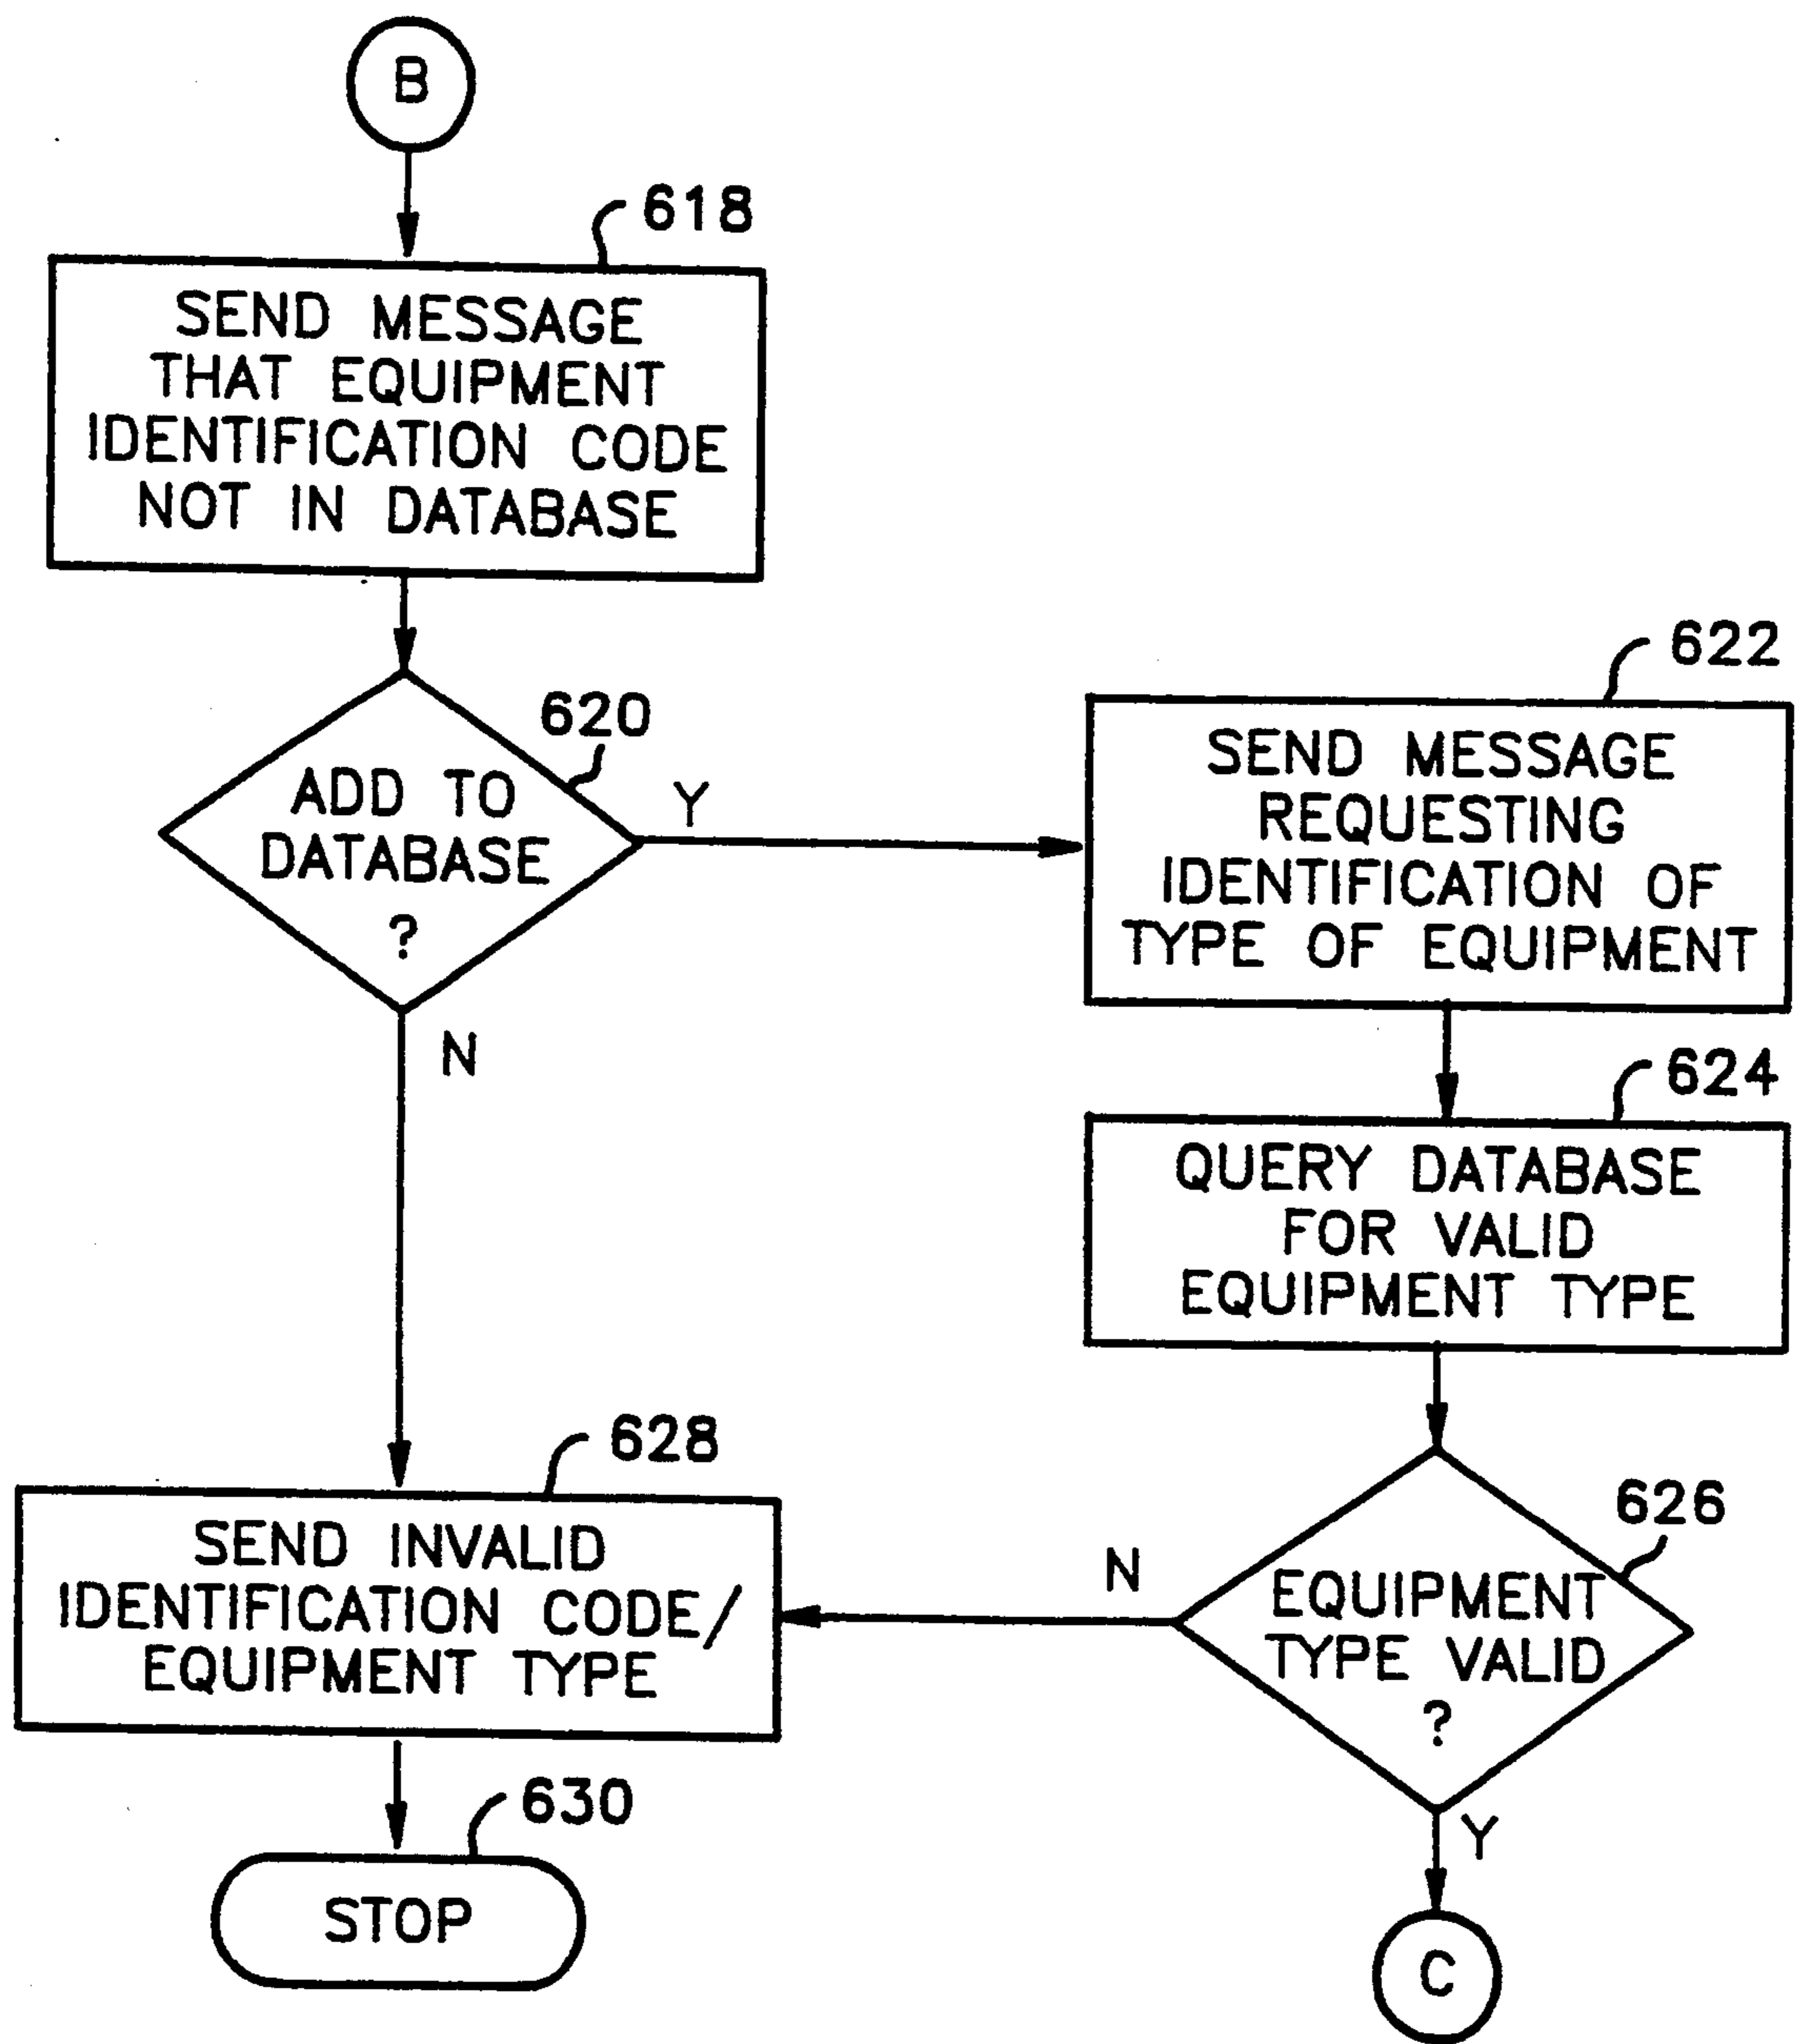 B
618
SEND MESSAGE
THAT EQUIPMENT
IDENTIFICATION CODE
NOT IN DATABASE
620
ADD TO
DATABASE
?
Y
N
622
SEND MESSAGE
REQUESTING
IDENTIFICATION OF
TYPE OF EQUIPMENT
624
QUERY DATABASE
FOR VALID
EQUIPMENT TYPE
626
EQUIPMENT
TYPE VALID
?
N
Y
628
SEND INVALID
IDENTIFICATION CODE/
EQUIPMENT TYPE
630
STOP
C